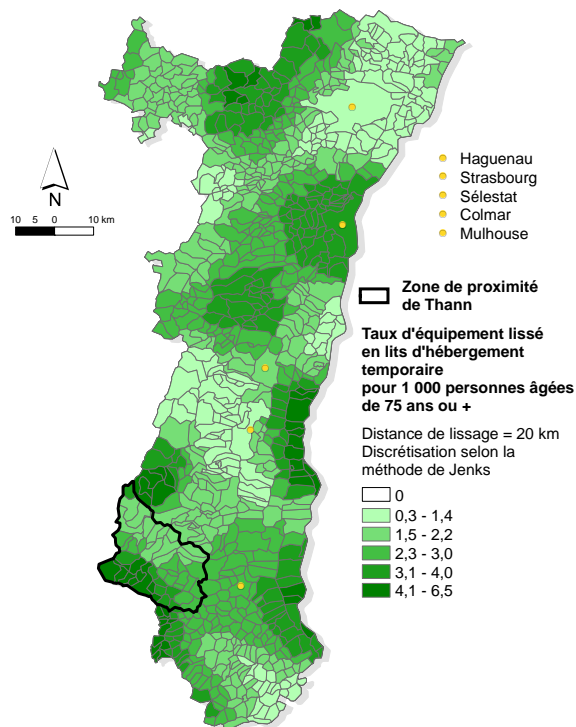 Haguenau
Strasbourg
Sélestat
Colmar
Mulhouse
N
10 5 0 10 km
Zone de proximité
de Thann
Taux d'équipement lissé
en lits d'hébergement
temporaire
pour 1 000 personnes âgées
de 75 ans ou +
Distance de lissage = 20 km
Discrétisation selon la
méthode de Jenks
0
0,3 - 1,4
1,5 - 2,2
2,3 - 3,0
3,1 - 4,0
4,1 - 6,5